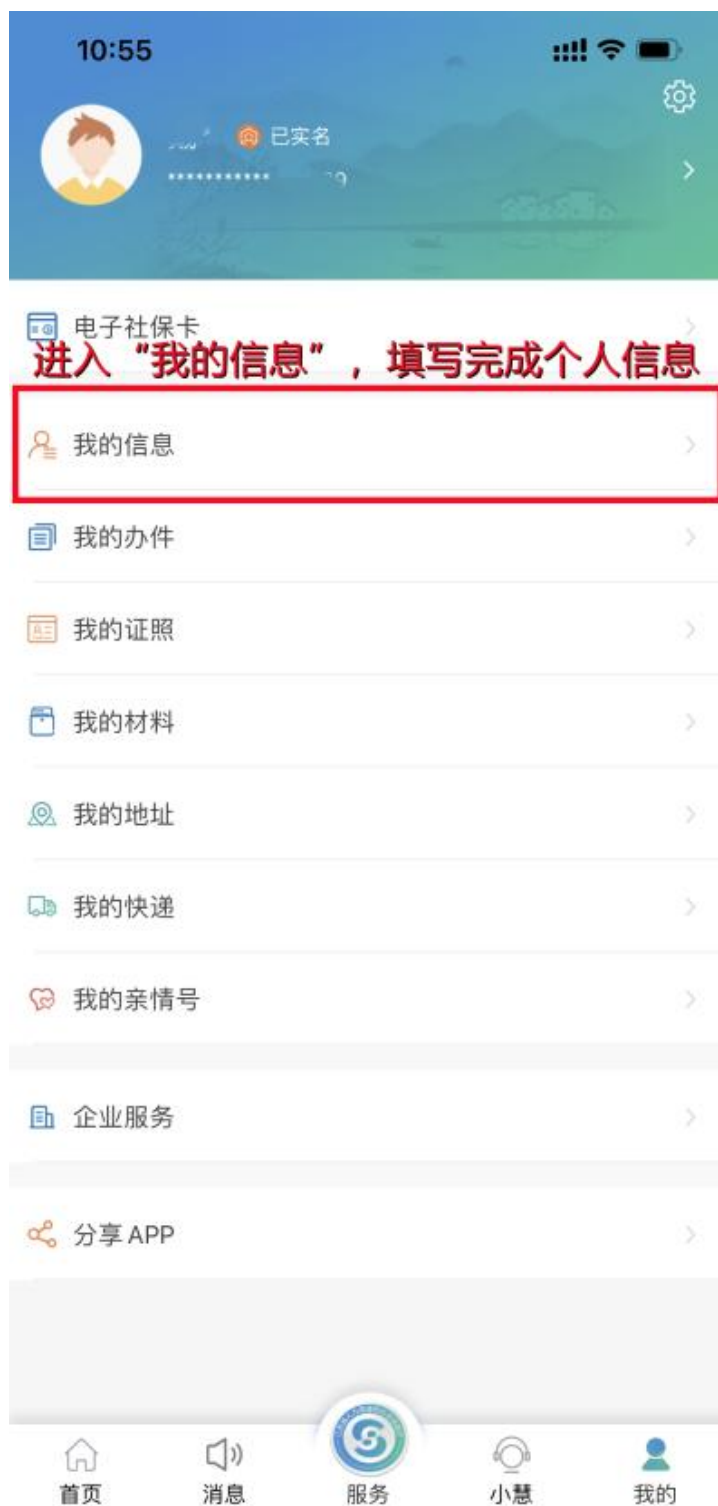 10:55
已实名
***********
电子社保卡
进入“我的信息”，填写完成个人信息
我的信息
我的办件
我的证照
我的材料
我的地址
我的快递
我的亲情号
企业服务
分享APP
首页
消息
服务
小慧
我的